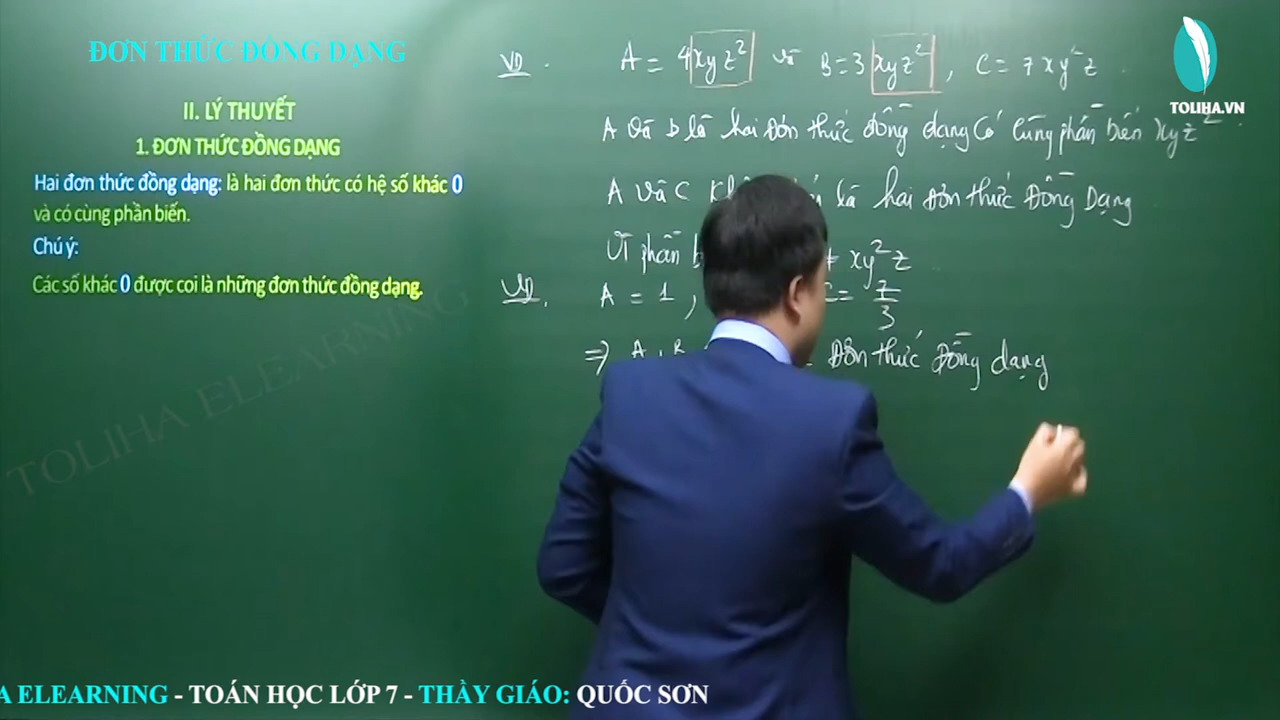 ĐƠN THỨC ĐỒNG DẠNG
II. LÝ THUYẾT
1. ĐƠN THỨC ĐỒNG DẠNG
Hai đơn thức đồng dạng: là hai đơn thức có hệ số khác 0
và có cùng phần biến.
Chú ý:
Các số khác 0 được coi là những đơn thức đồng dạng.
VD. A = 4xyz² và B = 3xyz², C = 7xy²z
A và B là hai đơn thức đồng dạng có cùng phần biến xyz².
A và C là hai đơn thức Đồng Dạng
Vì phần xy²z
VD. A = 1, C = 7/3
=> A, B Đơn thức Đồng dạng
TOLIHA.VN
TOLIHA ELEARNING
A ELEARNING - TOÁN HỌC LỚP 7 - THẦY GIÁO: QUỐC SƠN